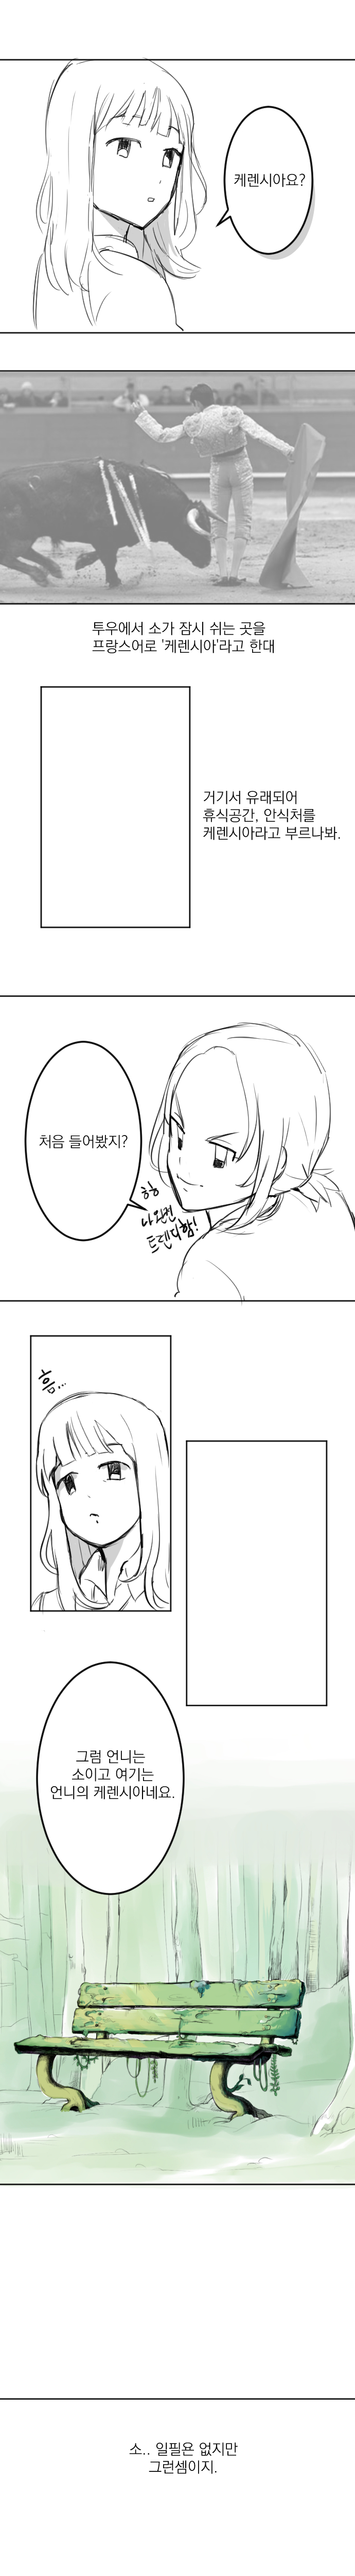 케렌시아요?
투우에서 소가 잠시 쉬는 곳을
프랑스어로 '케렌시아'라고 한대
거기서 유래되어
휴식공간, 안식처를
케렌시아라고 부르나봐.
처음 들어봤지?
핫
나 완전
트렌디함!
흠...
그럼 언니는
소이고 여기는
언니의 케렌시아네요.
소.. 일필욘 없지만
그런셈이지.